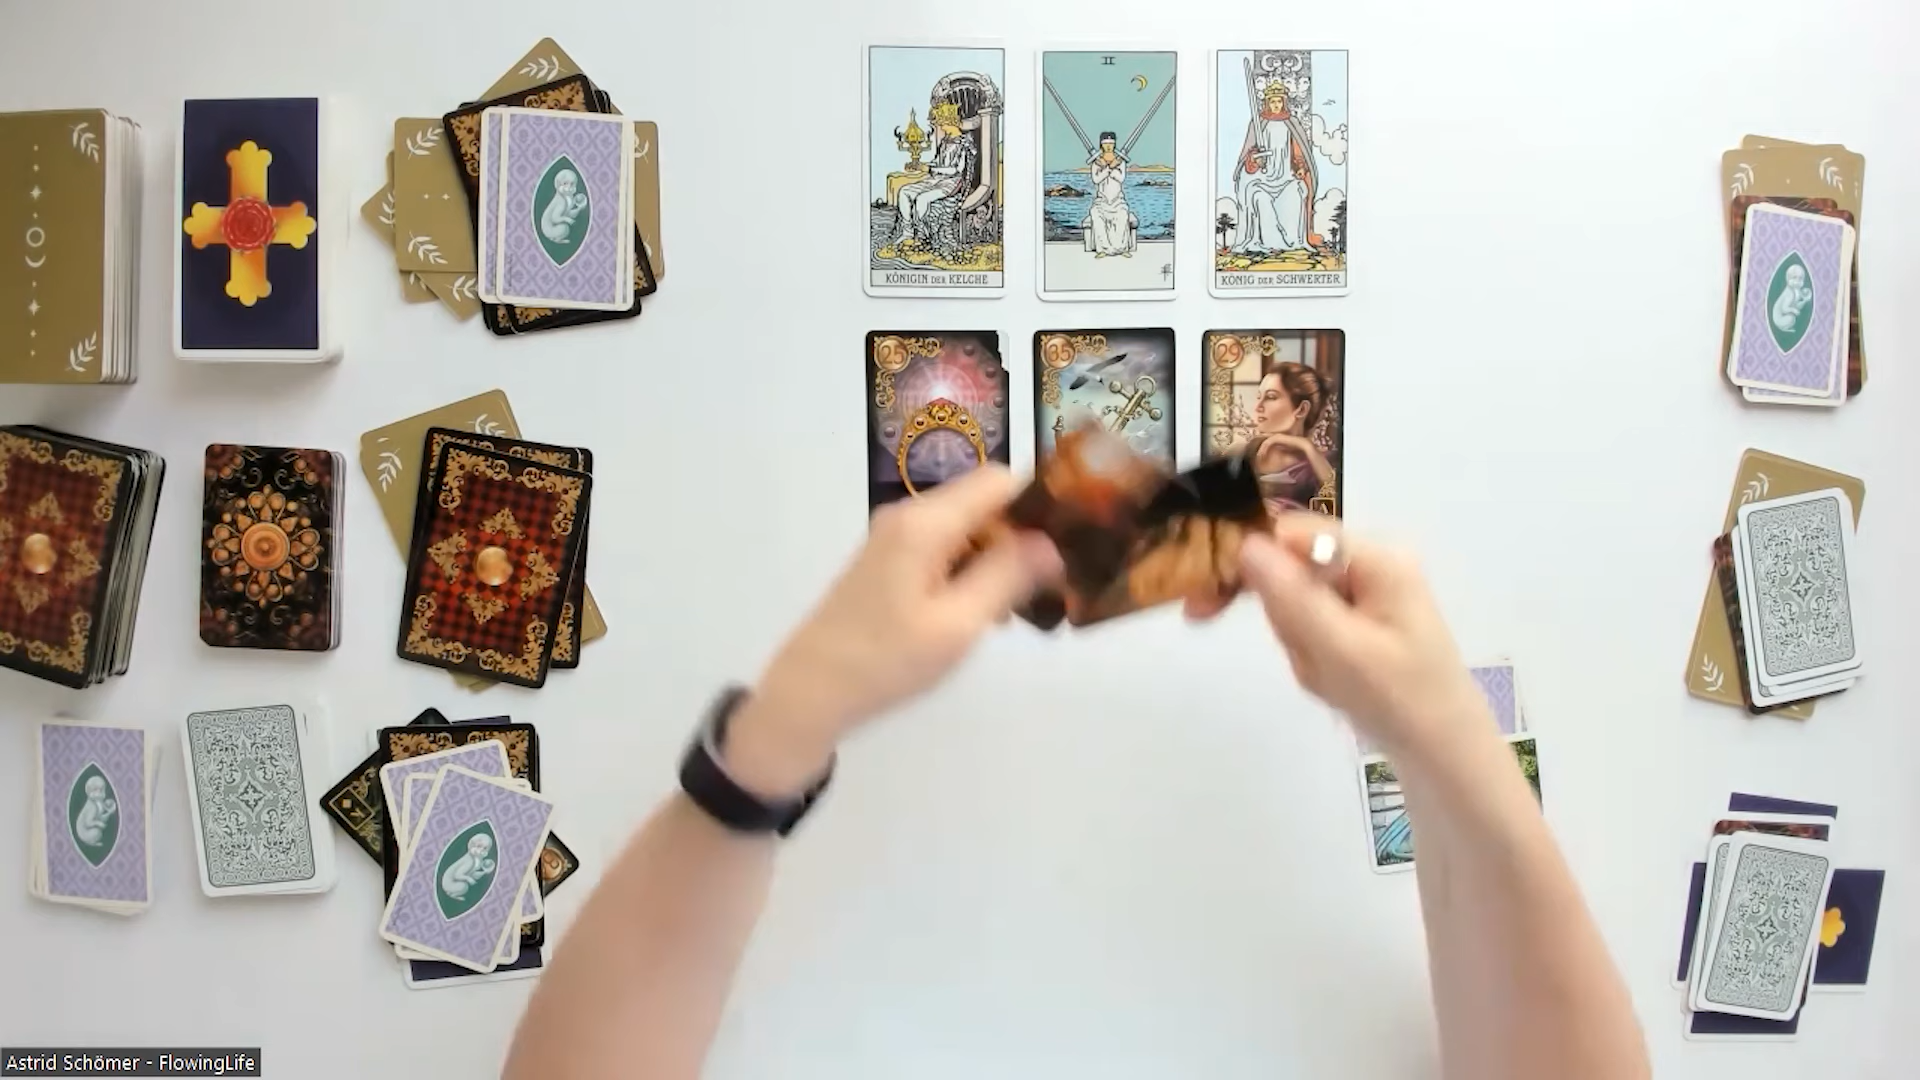 II
KÖNIGIN DER KELCHE
KÖNIG DER SCHWERTER
25
35
29
A
Astrid Schömer - FlowingLife